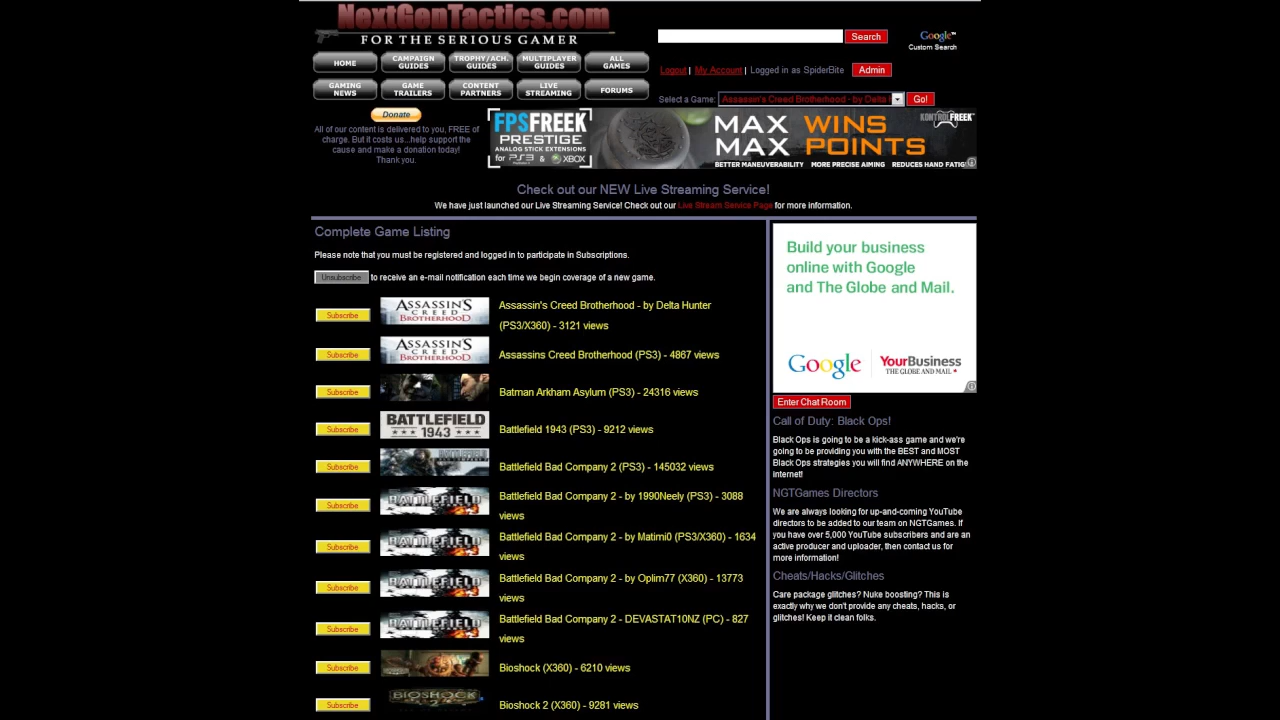 NextGenTactics.com
FOR THE SERIOUS GAMER
Search
Google™
Custom Search
HOME
CAMPAIGN GUIDES
TROPHY/ACH. GUIDES
MULTIPLAYER GUIDES
ALL GAMES
Logout | My Account | Logged in as SpiderBite
Admin
GAMING NEWS
GAME TRAILERS
CONTENT PARTNERS
LIVE STREAMING
FORUMS
Select a Game: Assassin's Creed Brotherhood - by Delta H
Go!
Donate
All of our content is delivered to you, FREE of
charge. But it costs us...help support the
cause and make a donation today!
Thank you.
FPSFREEK
PRESTIGE
ANALOG STICK EXTENSIONS
for PS3 & XBOX
MAX WINS
MAX POINTS
BETTER MANEUVERABILITY MORE PRECISE AIMING REDUCES HAND FATIG
KONTROLFREEK
Check out our NEW Live Streaming Service!
We have just launched our Live Streaming Service! Check out our Live Stream Service Page for more information.
Complete Game Listing
Please note that you must be registered and logged in to participate in Subscriptions.
Unsubscribe to receive an e-mail notification each time we begin coverage of a new game.
Subscribe
ASSASSIN'S
CREED
BROTHERHOOD
Assassin's Creed Brotherhood - by Delta Hunter
(PS3/X360) - 3121 views
Subscribe
ASSASSIN'S
CREED
BROTHERHOOD
Assassins Creed Brotherhood (PS3) - 4867 views
Subscribe
Batman Arkham Asylum (PS3) - 24316 views
Subscribe
BATTLEFIELD
1943
Battlefield 1943 (PS3) - 9212 views
Subscribe
BATTLEFIELD
Battlefield Bad Company 2 (PS3) - 145032 views
Subscribe
BATTLEFIELD
Battlefield Bad Company 2 - by 1990Neely (PS3) - 3088
views
Subscribe
BATTLEFIELD
Battlefield Bad Company 2 - by Matimi0 (PS3/X360) - 1634
views
Subscribe
BATTLEFIELD
Battlefield Bad Company 2 - by Oplim77 (X360) - 13773
views
Subscribe
BATTLEFIELD
Battlefield Bad Company 2 - DEVASTAT10NZ (PC) - 827
views
Subscribe
Bioshock (X360) - 6210 views
Subscribe
BIOSHOCK
2
Bioshock 2 (X360) - 9281 views
Build your business
online with Google
and The Globe and Mail.
Google
YourBusiness
THE GLOBE AND MAIL
Enter Chat Room
Call of Duty: Black Ops!
Black Ops is going to be a kick-ass game and we're
going to be providing you with the BEST and MOST
Black Ops strategies you will find ANYWHERE on the
internet!
NGTGames Directors
We are always looking for up-and-coming YouTube
directors to be added to our team on NGTGames. If
you have over 5,000 YouTube subscribers and are an
active producer and uploader, then contact us for
more information!
Cheats/Hacks/Glitches
Care package glitches? Nuke boosting? This is
exactly why we don't provide any cheats, hacks, or
glitches! Keep it clean folks.